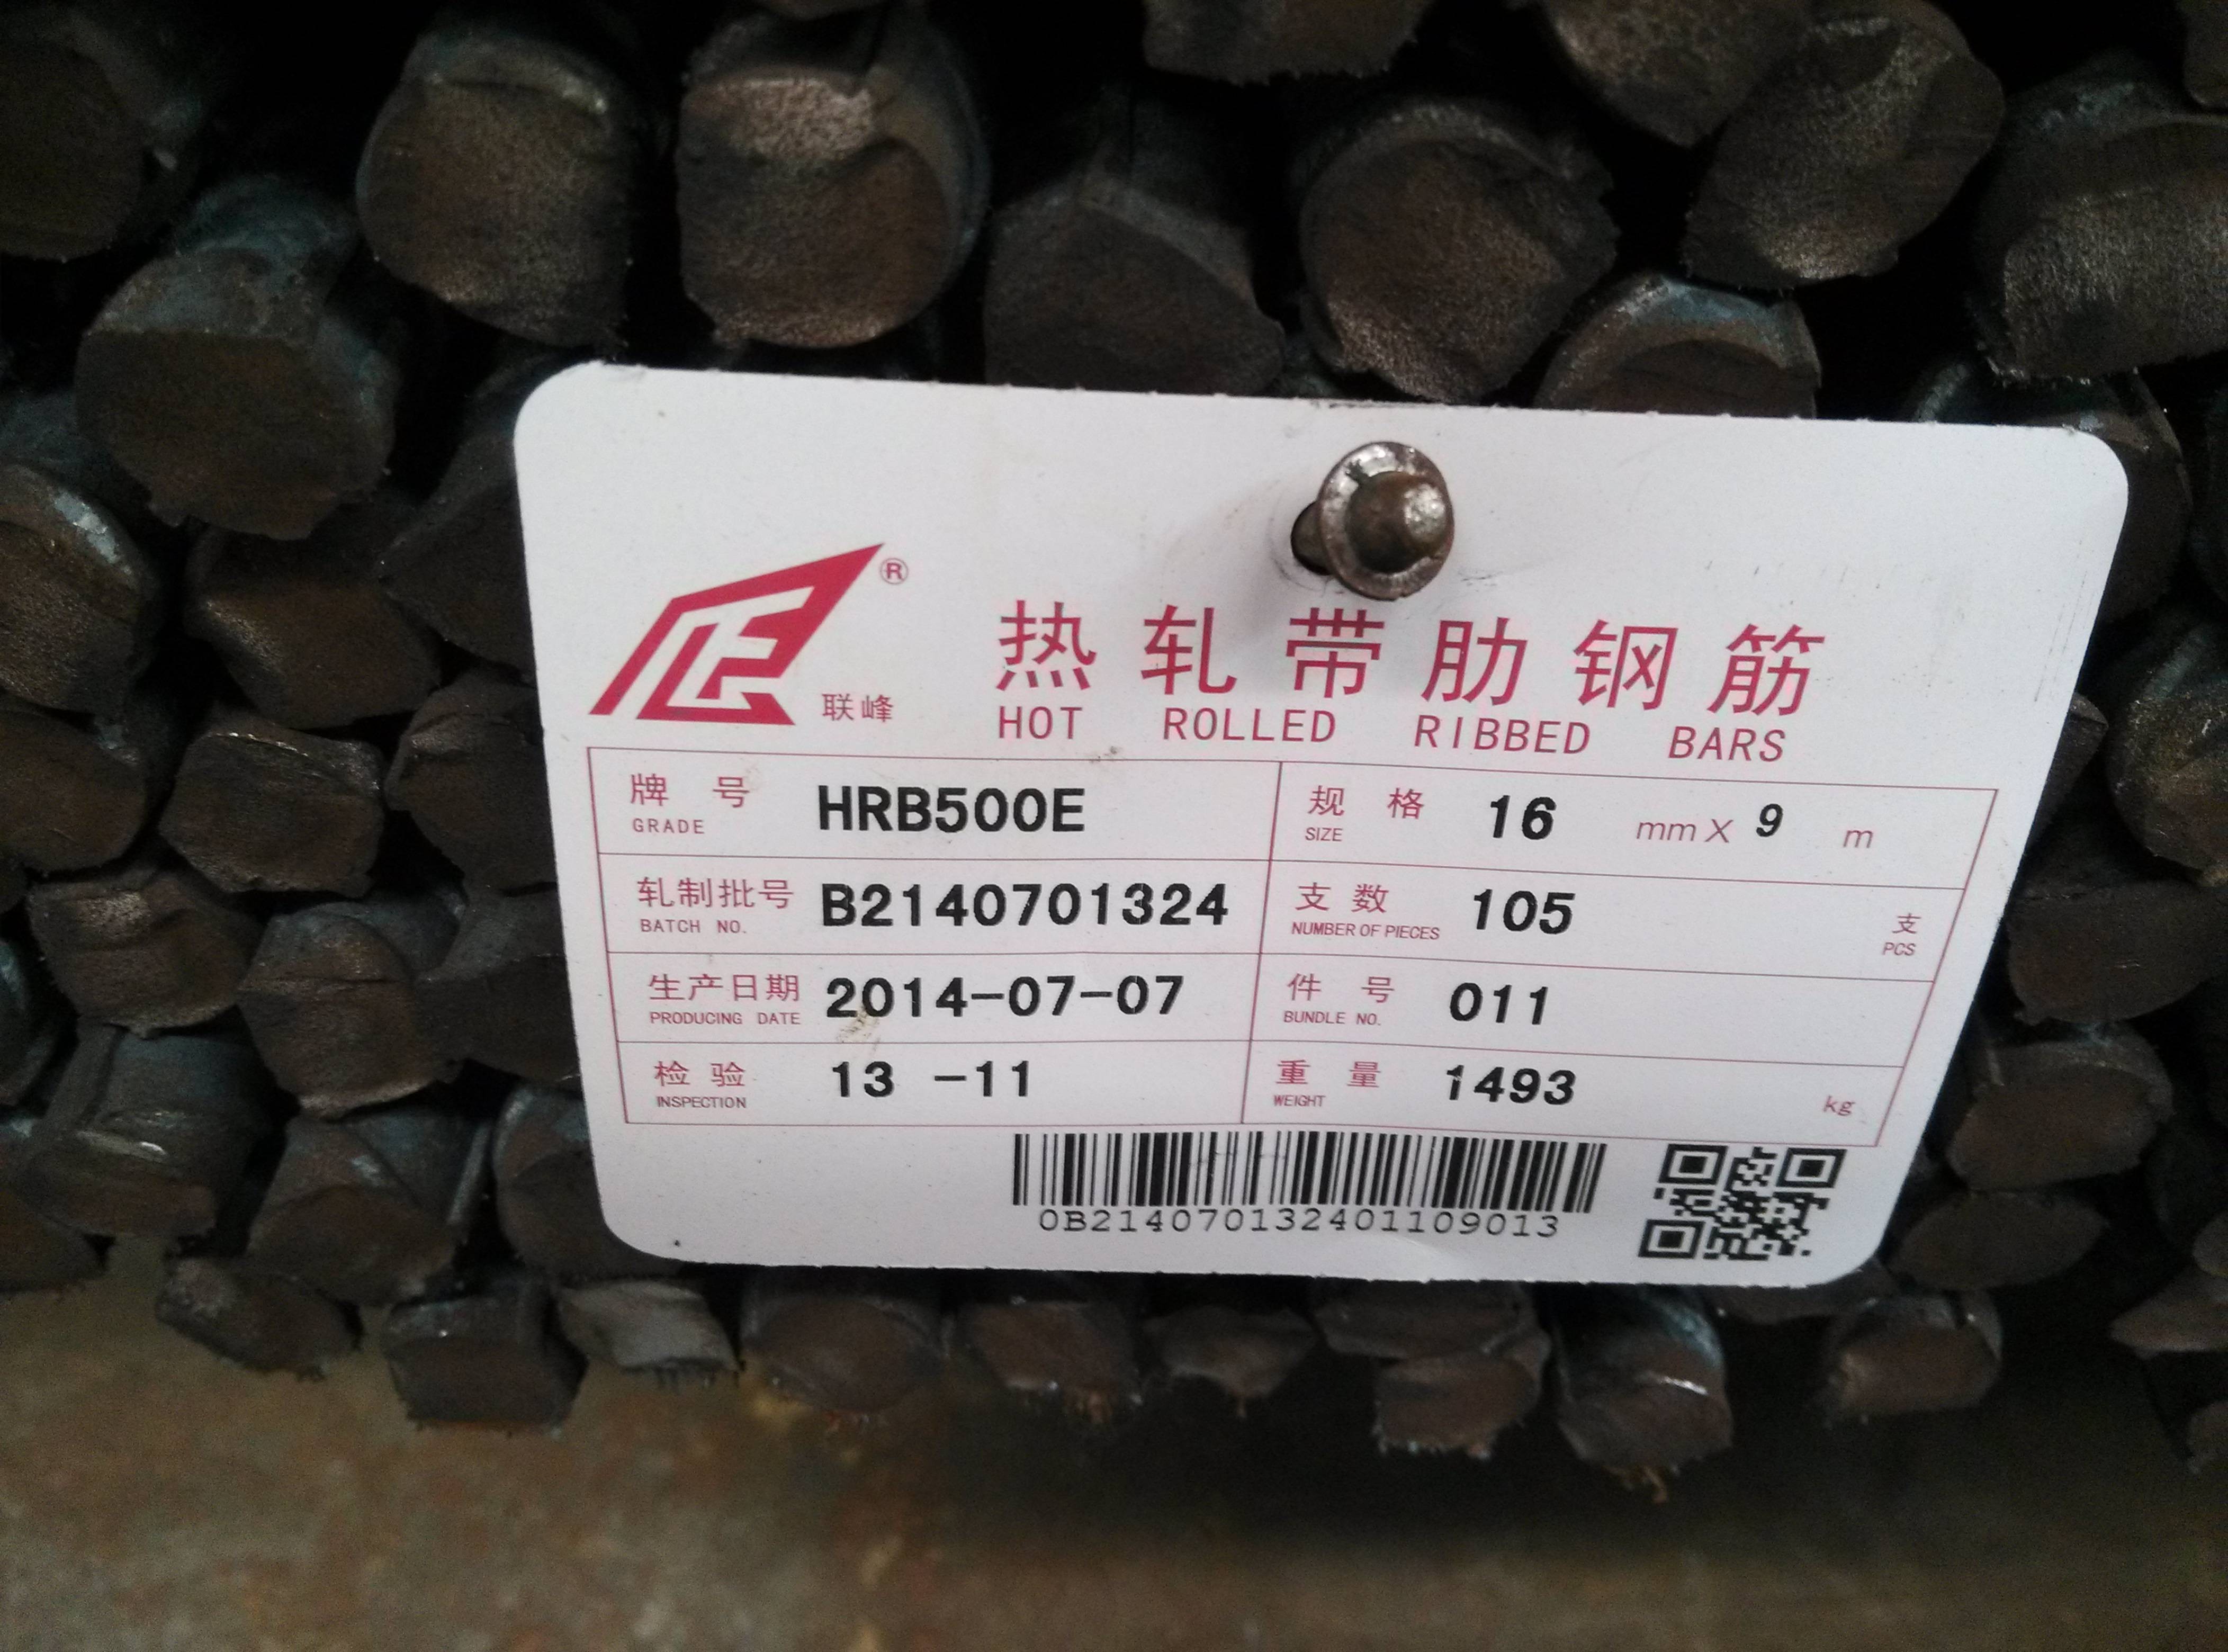 ®
联峰
热轧带肋钢筋
HOT ROLLED RIBBED BARS
牌号 HRB500E 规格 16 mm X 9 m
GRADE SIZE
轧制批号 B2140701324 支数 105 支
BATCH NO. NUMBER OF PIECES PCS
生产日期 2014-07-07 件号 011
PRODUCING DATE BUNDLE NO.
检验 13 -11 重量 1493 kg
INSPECTION WEIGHT
0B214070132401109013